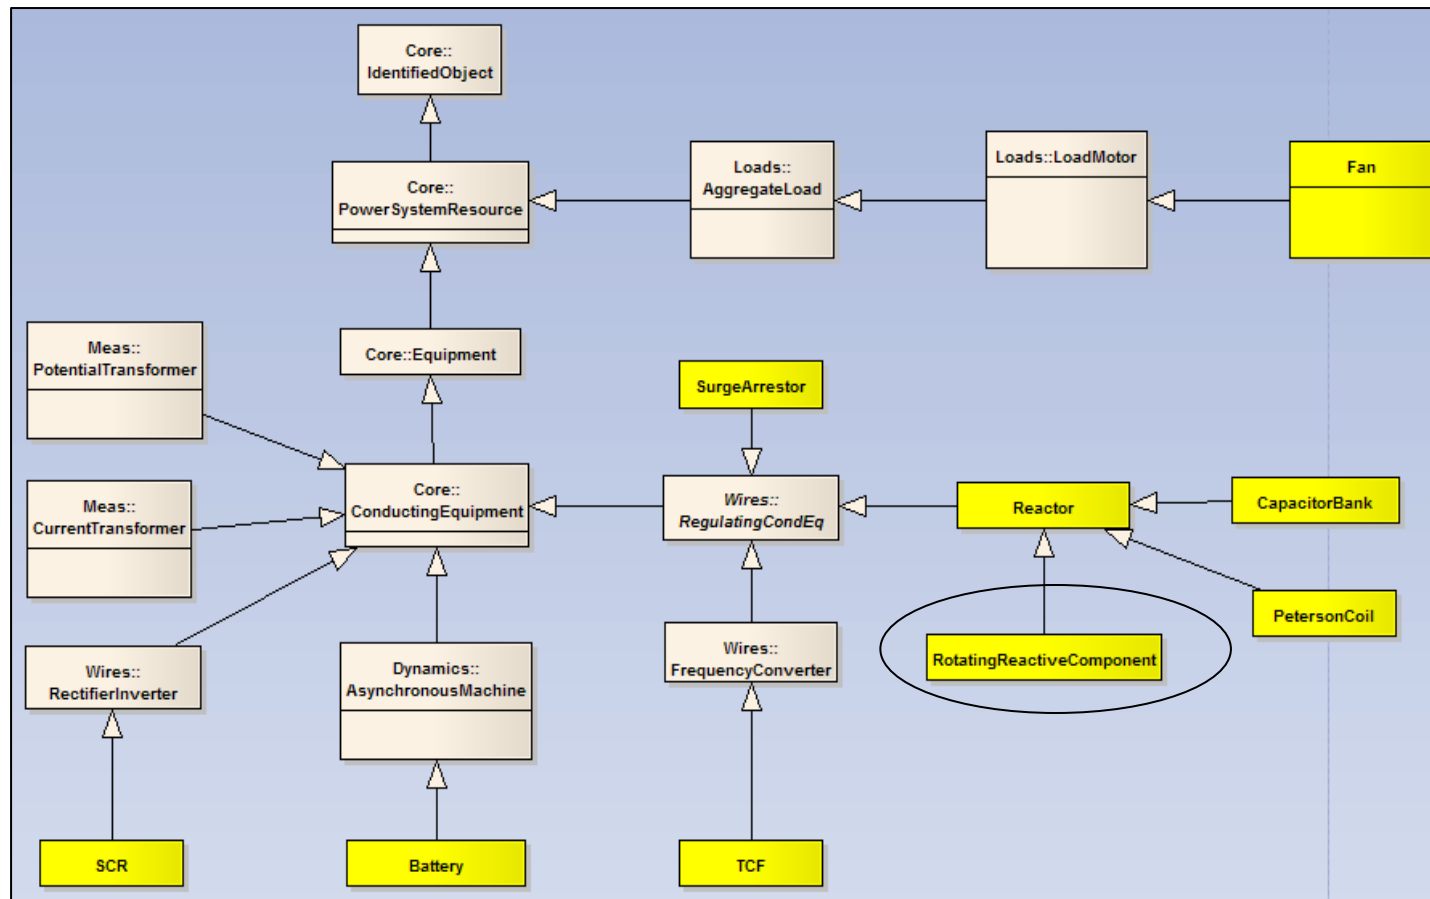 Core::
IdentifiedObject
Core::
PowerSystemResource
Loads::
AggregateLoad
Loads::LoadMotor
Fan
Meas::
PotentialTransformer
Core::Equipment
SurgeArrestor
Meas::
CurrentTransformer
Core::
ConductingEquipment
Wires::
RegulatingCondEq
Reactor
CapacitorBank
PetersonCoil
Wires::
RectifierInverter
Dynamics::
AsynchronousMachine
Wires::
FrequencyConverter
RotatingReactiveComponent
SCR
Battery
TCF